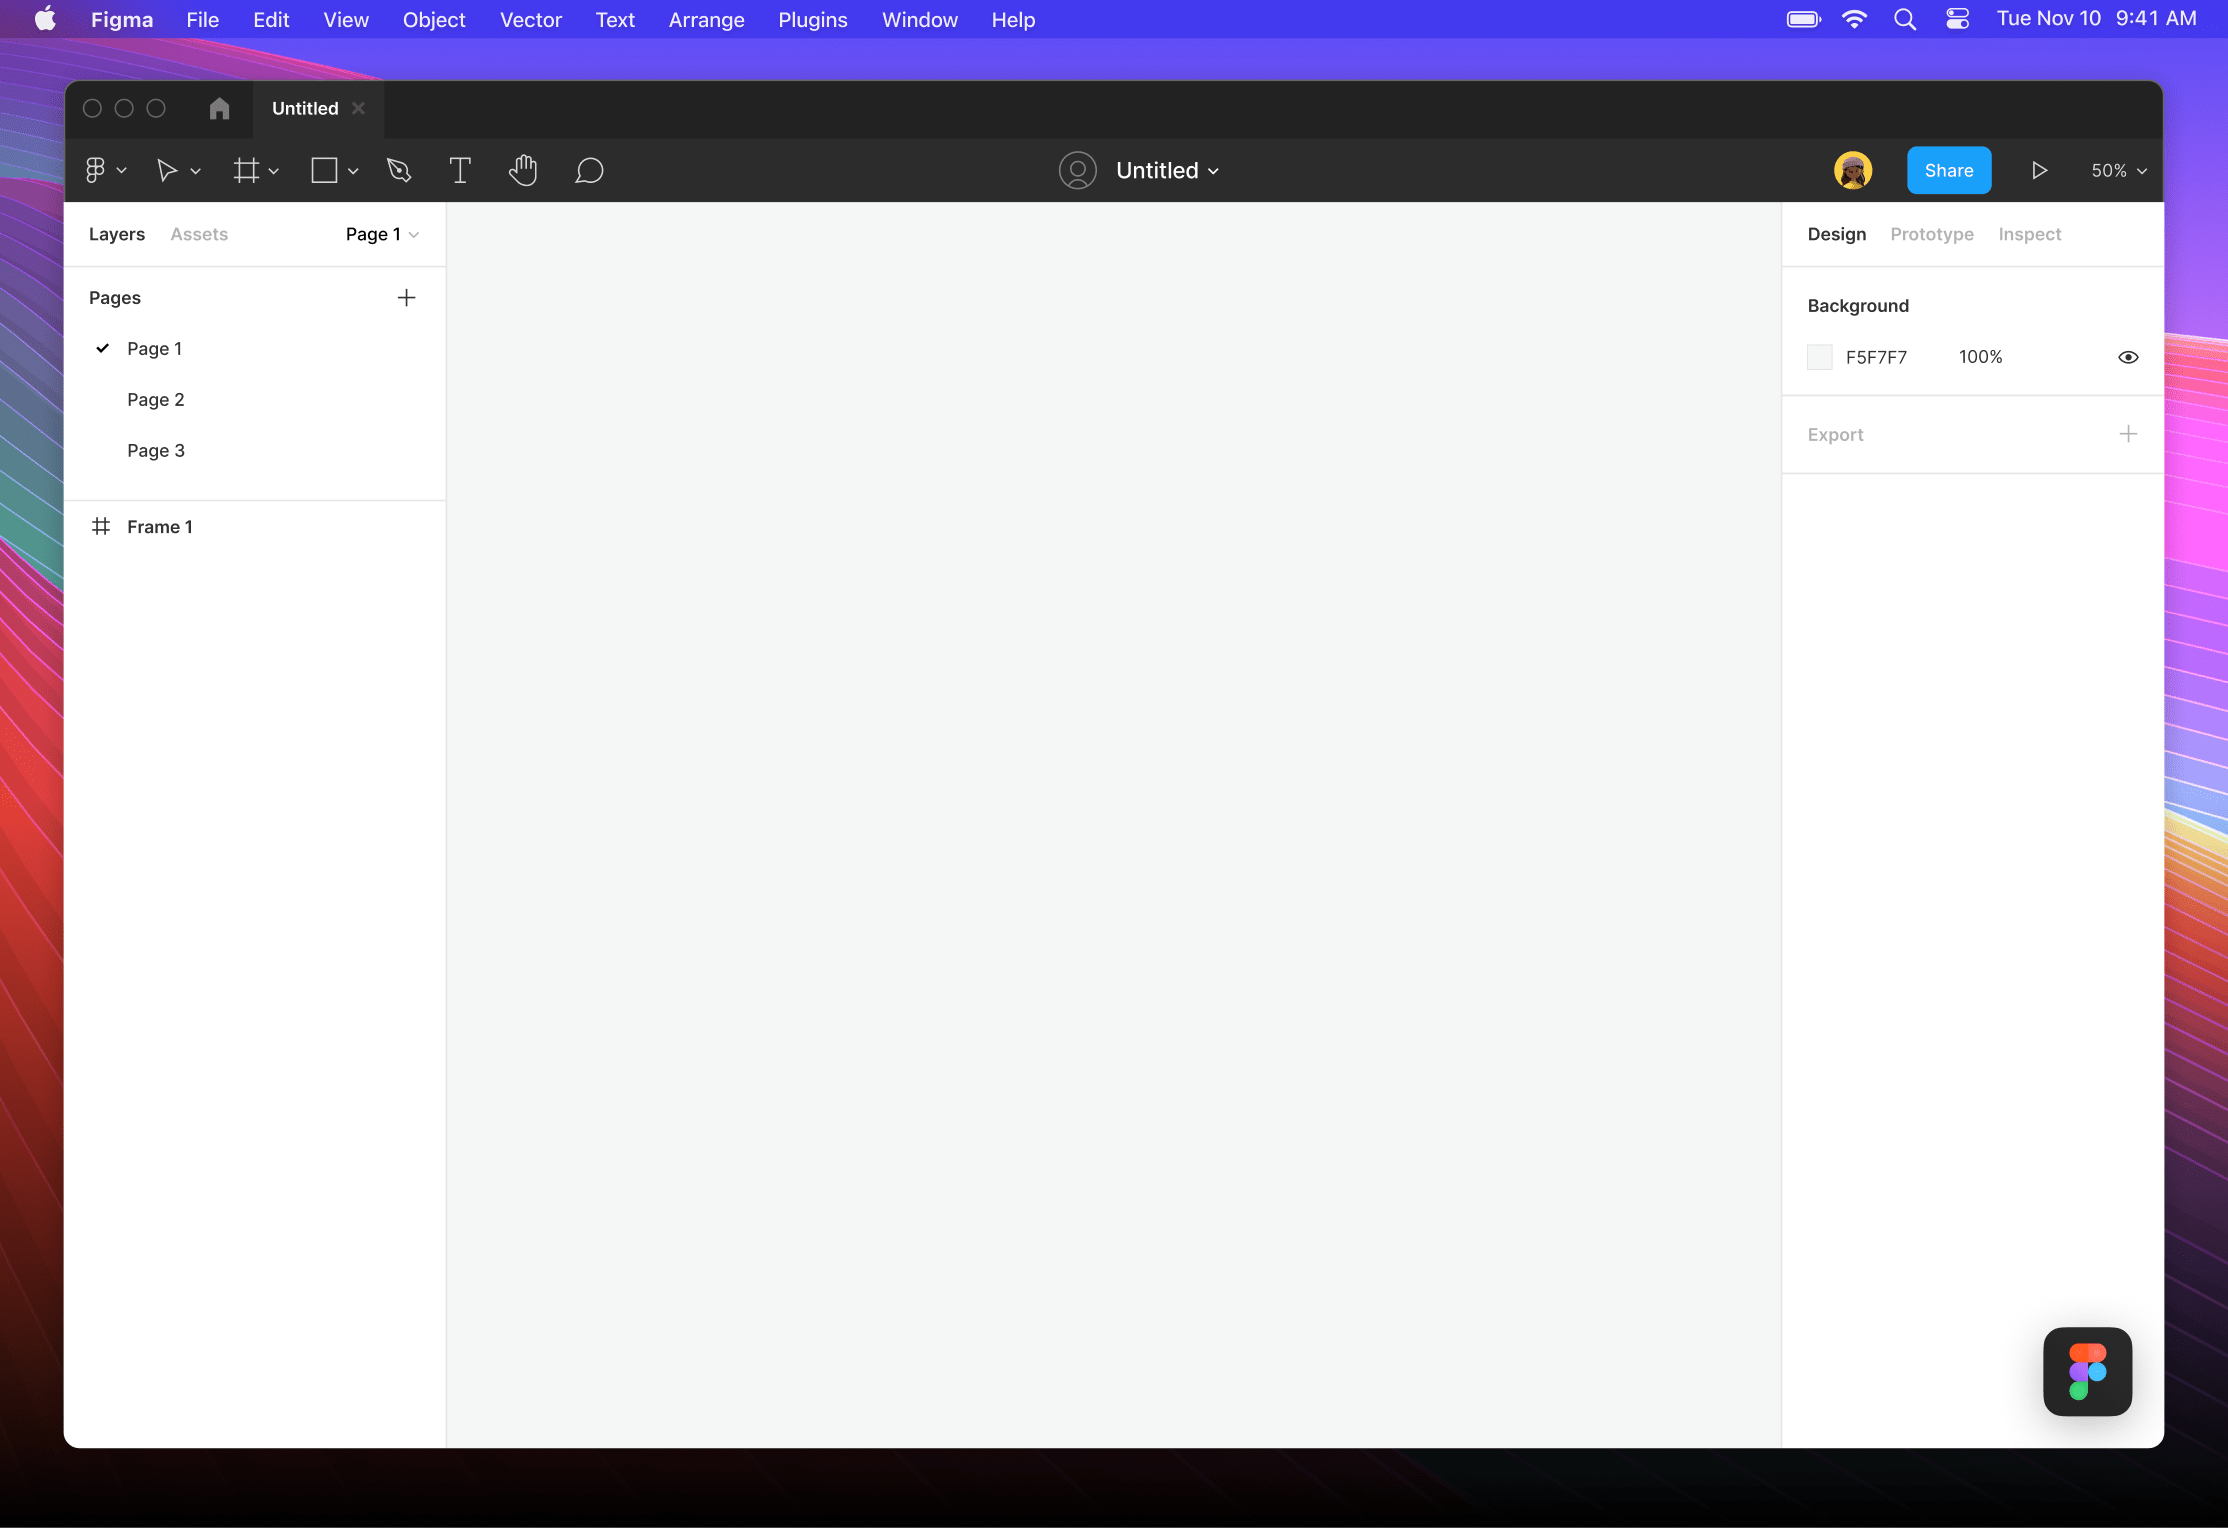 Figma File Edit View Object Vector Text Arrange Plugins Window Help Tue Nov 10 9:41 AM
Untitled
Untitled Share 50%
Layers Assets Page 1
Design Prototype Inspect
Pages
Page 1
Page 2
Page 3
Frame 1
Background
F5F7F7 100%
Export